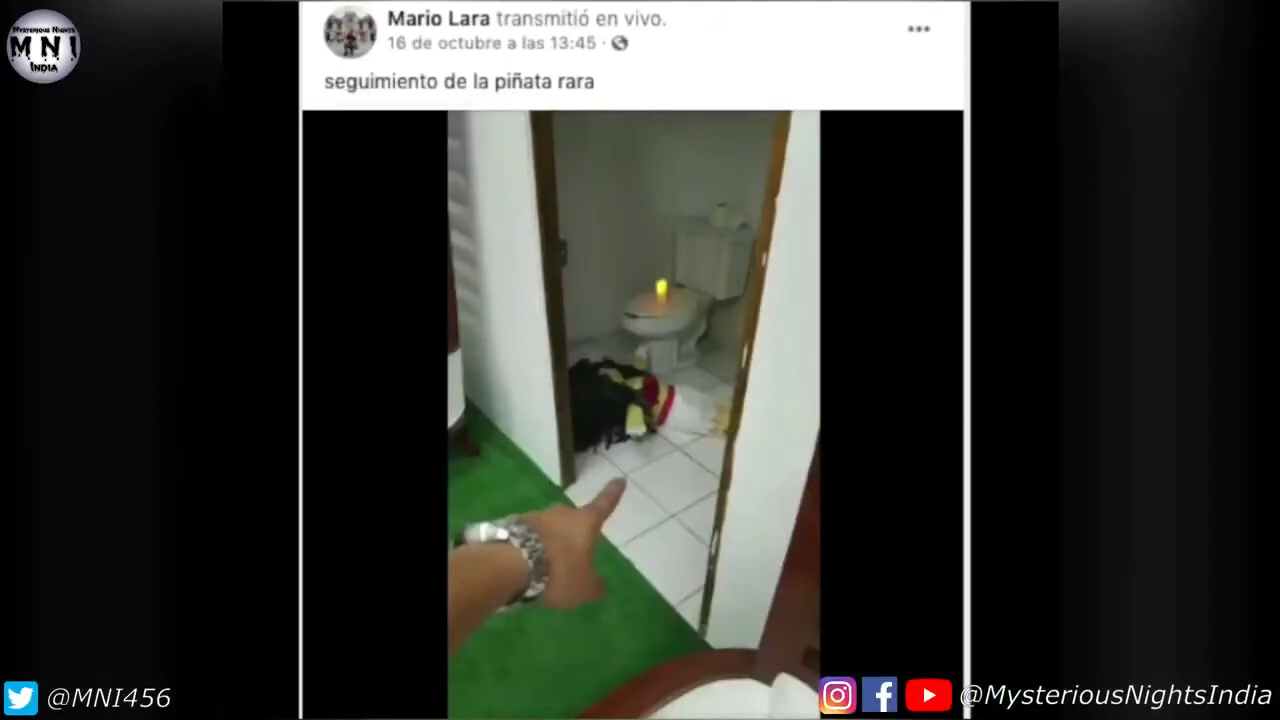 MYSTERIOUS NIGHTS
MNI
INDIA
Mario Lara transmitió en vivo.
16 de octubre a las 13:45 ·
seguimiento de la piñata rara
@MNI456
@MysteriousNightsIndia